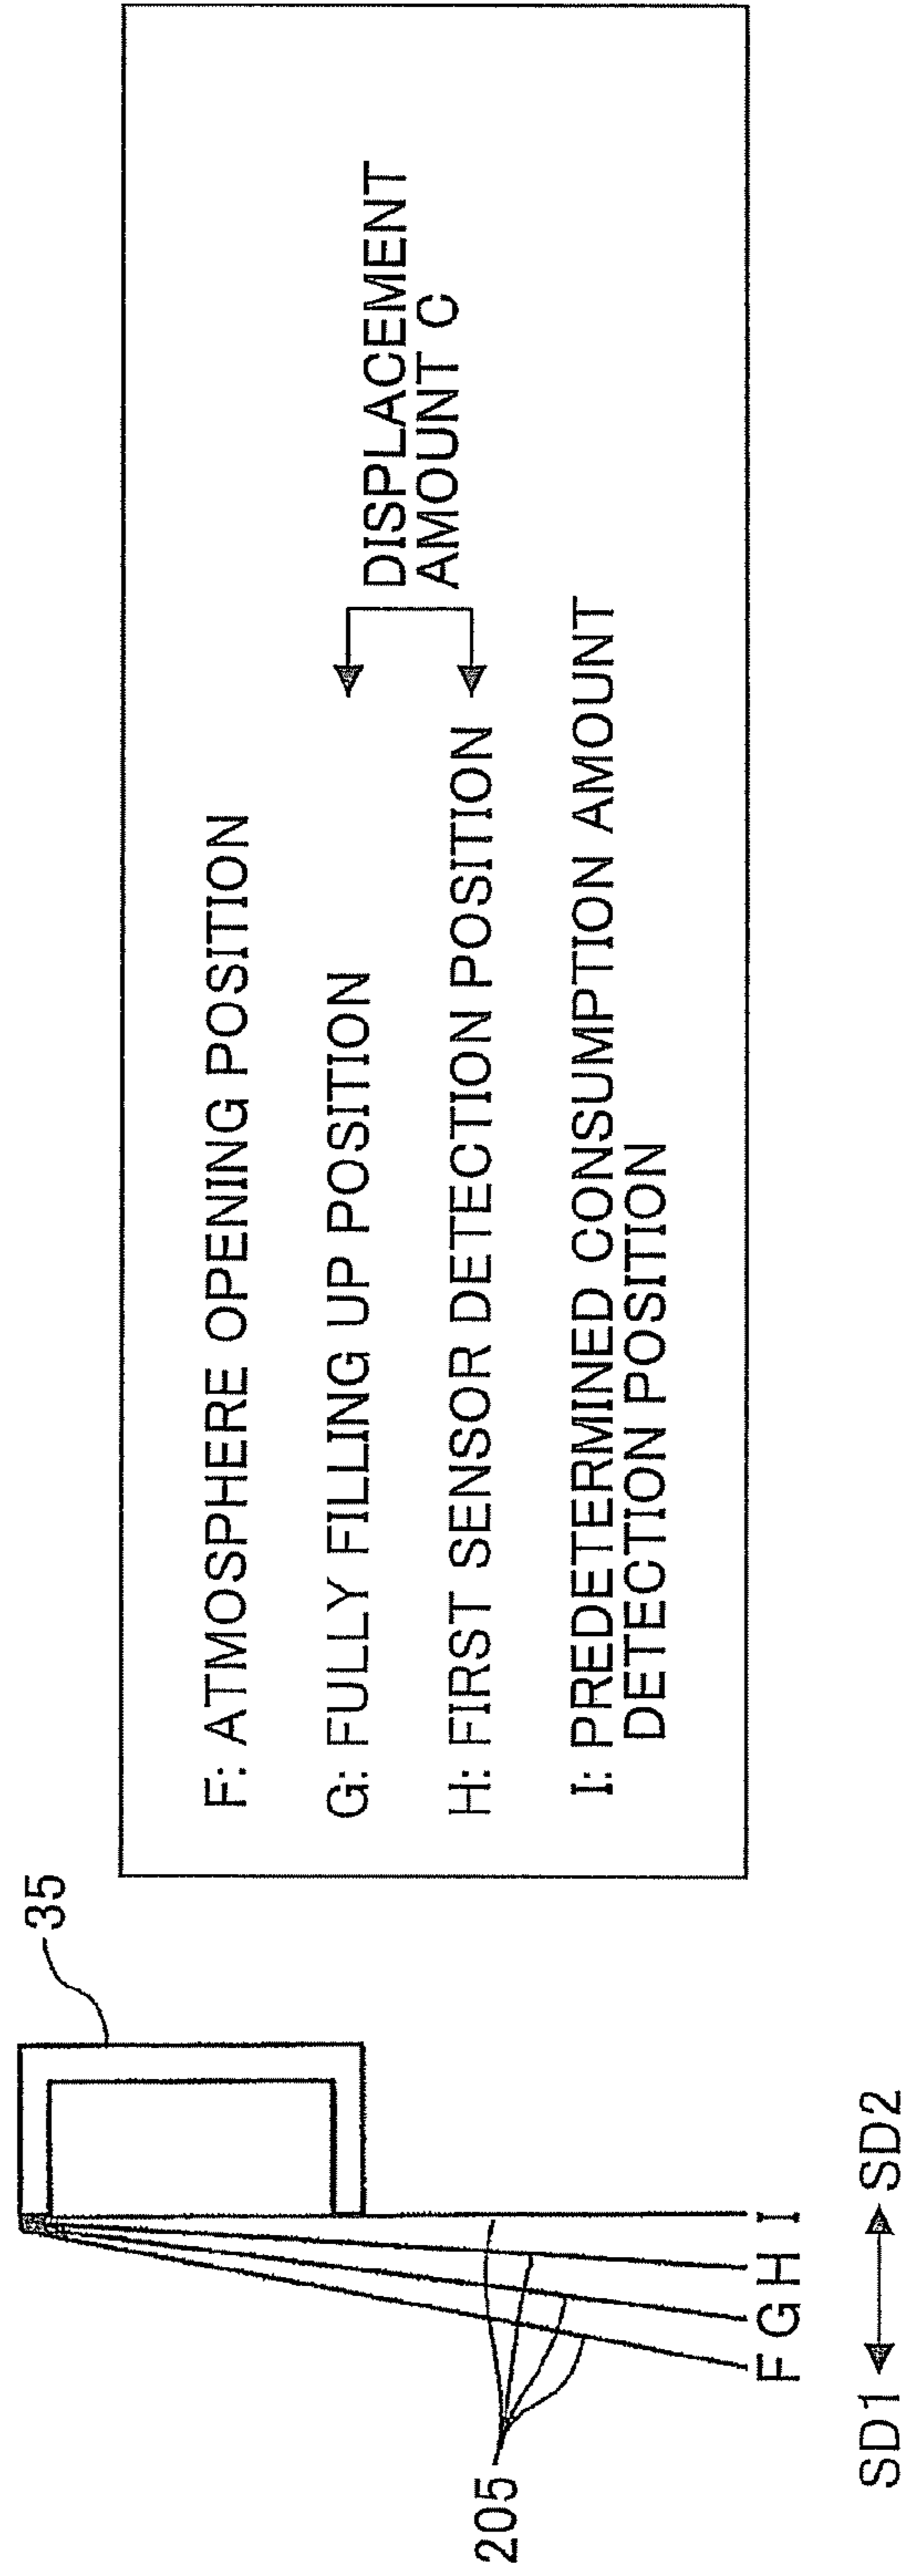 35
205
F G H I
SD1 SD2
F: ATMOSPHERE OPENING POSITION
G: FULLY FILLING UP POSITION
H: FIRST SENSOR DETECTION POSITION
I: PREDETERMINED CONSUMPTION AMOUNT
DETECTION POSITION
DISPLACEMENT
AMOUNT C